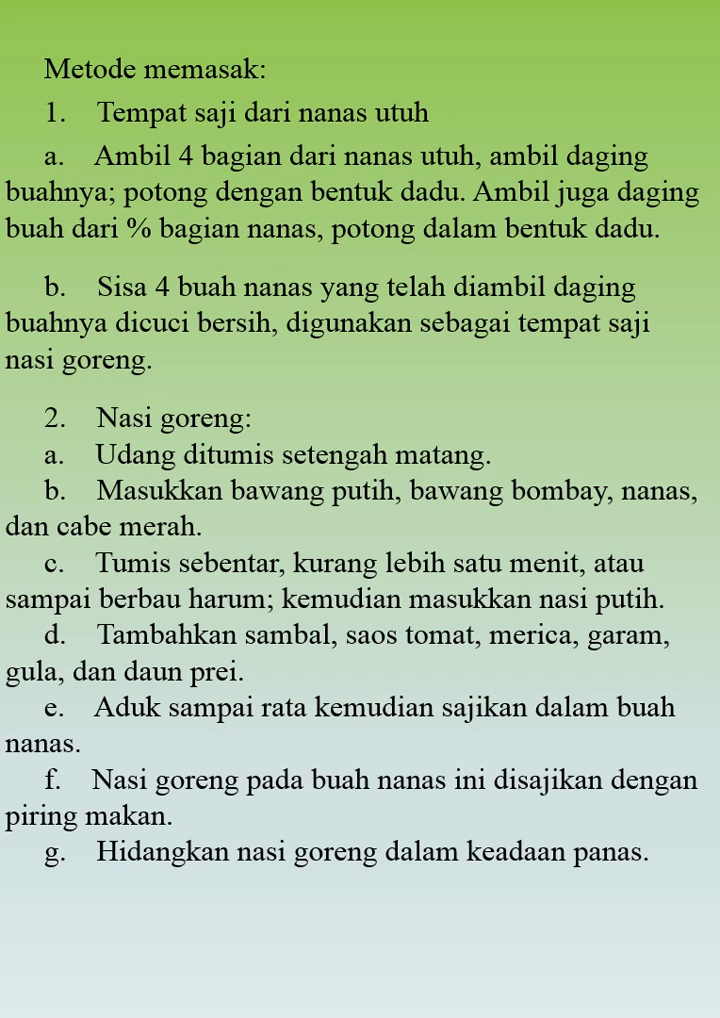 Metode memasak:
1. Tempat saji dari nanas utuh
a. Ambil 4 bagian dari nanas utuh, ambil daging
buahnya; potong dengan bentuk dadu. Ambil juga daging
buah dari % bagian nanas, potong dalam bentuk dadu.
b. Sisa 4 buah nanas yang telah diambil daging
buahnya dicuci bersih, digunakan sebagai tempat saji
nasi goreng.
2. Nasi goreng:
a. Udang ditumis setengah matang.
b. Masukkan bawang putih, bawang bombay, nanas,
dan cabe merah.
c. Tumis sebentar, kurang lebih satu menit, atau
sampai berbau harum; kemudian masukkan nasi putih.
d. Tambahkan sambal, saos tomat, merica, garam,
gula, dan daun prei.
e. Aduk sampai rata kemudian sajikan dalam buah
nanas.
f. Nasi goreng pada buah nanas ini disajikan dengan
piring makan.
g. Hidangkan nasi goreng dalam keadaan panas.